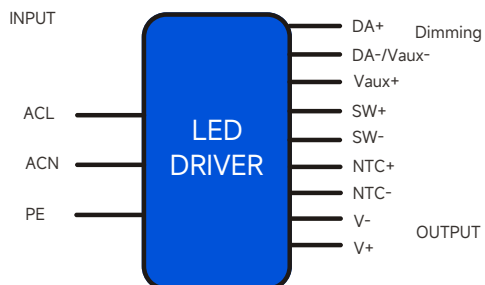 INPUT
ACL
ACN
PE
LED
DRIVER
DA+
Dimming
DA-/Vaux-
Vaux+
SW+
SW-
NTC+
NTC-
V-
OUTPUT
V+